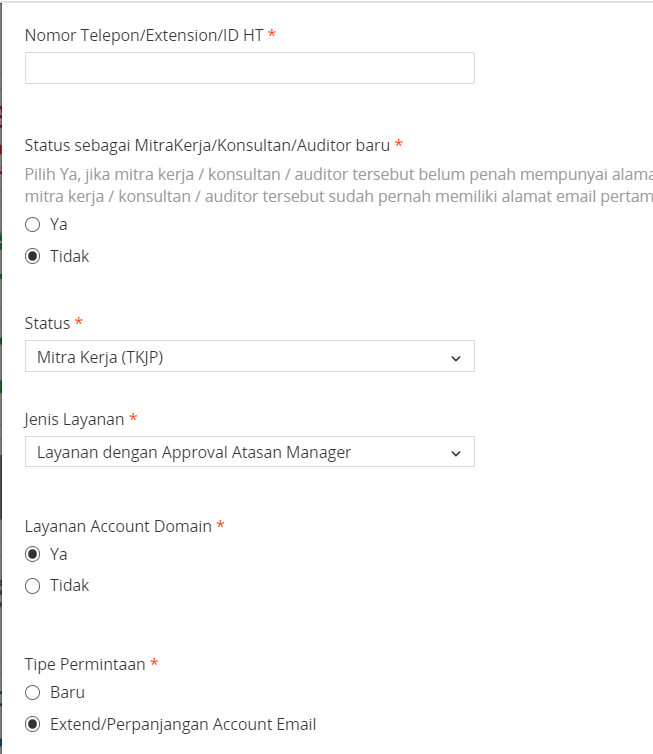 Nomor Telepon/Extension/ID HT *
Status sebagai MitraKerja/Konsultan/Auditor baru *
Pilih Ya, jika mitra kerja / konsultan / auditor tersebut belum penah mempunyai alama
mitra kerja / konsultan / auditor tersebut sudah pernah memiliki alamat email pertam
Ya
Tidak
Status *
Mitra Kerja (TKJP)
Jenis Layanan *
Layanan dengan Approval Atasan Manager
Layanan Account Domain *
Ya
Tidak
Tipe Permintaan *
Baru
Extend/Perpanjangan Account Email